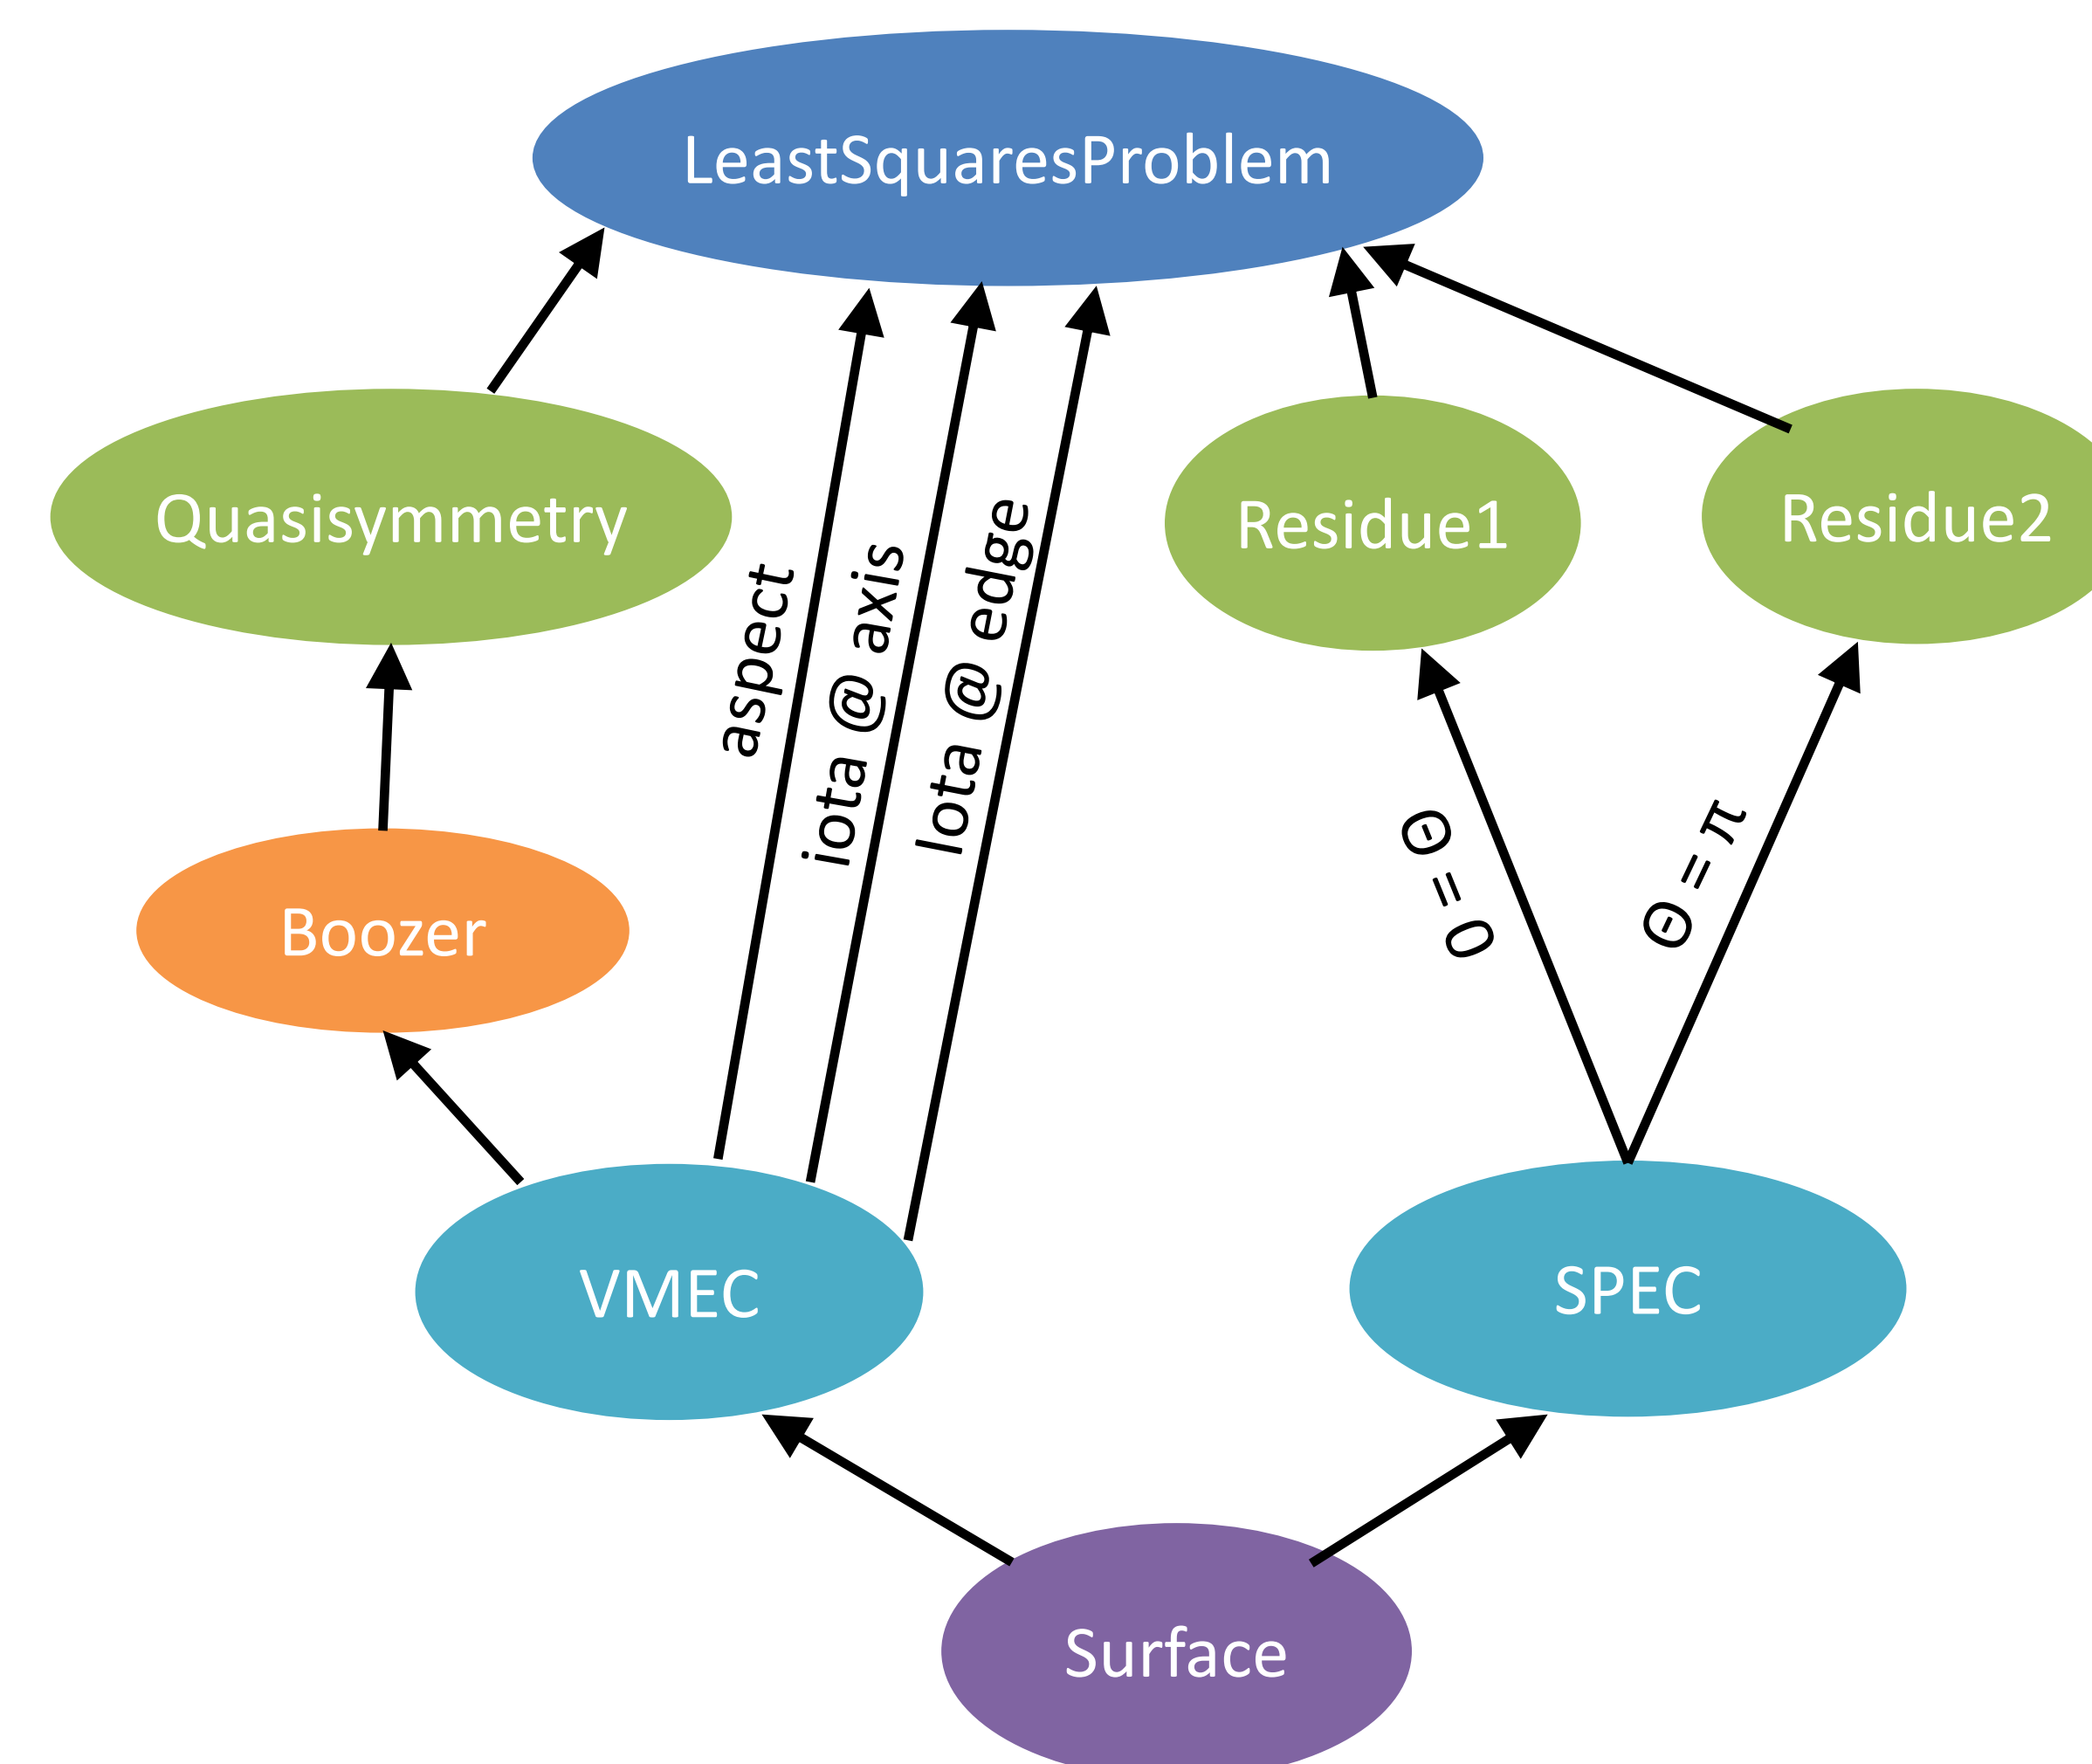 LeastSquaresProblem
Quasisymmetry
Residue1
Residue2
aspect
iota @ axis
Iota @ edge
Θ = 0
Θ = π
Boozer
VMEC
SPEC
Surface